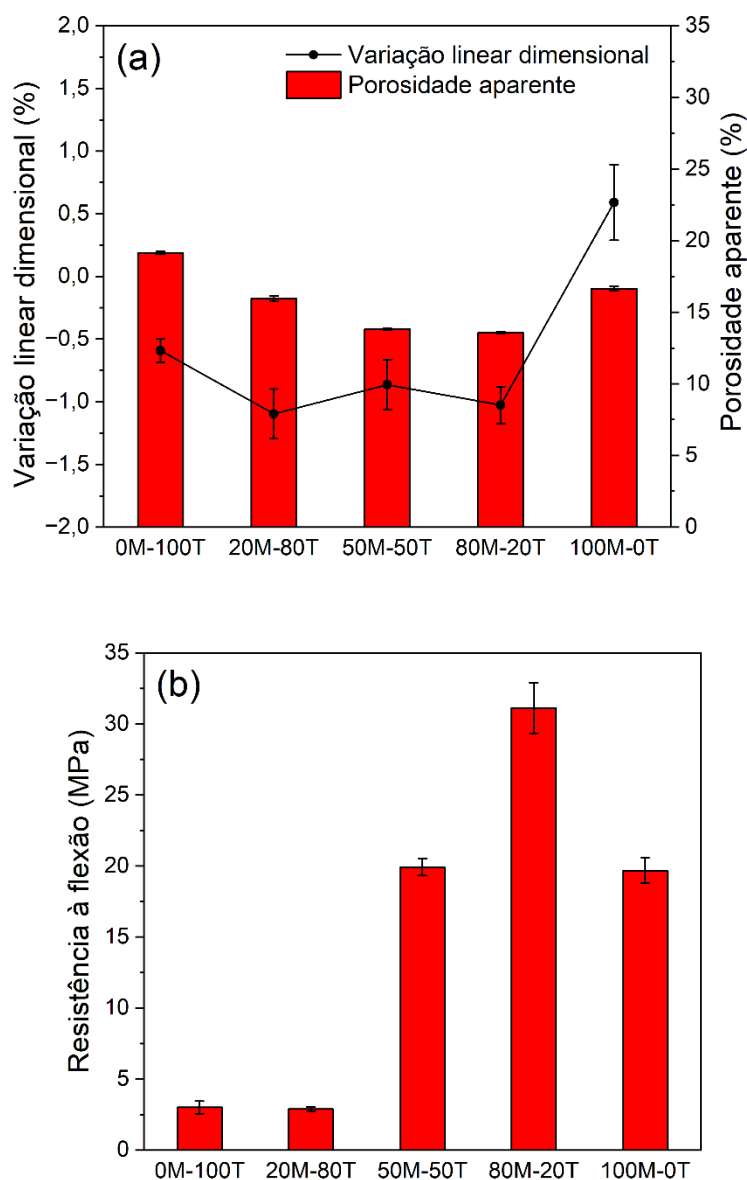 (a)
Variação linear dimensional
Porosidade aparente
Variação linear dimensional (%)
2,0
1,5
1,0
0,5
0,0
−0,5
−1,0
−1,5
−2,0
Porosidade aparente (%)
35
30
25
20
15
10
5
0
0M-100T 20M-80T 50M-50T 80M-20T 100M-0T
(b)
Resistência à flexão (MPa)
35
30
25
20
15
10
5
0
0M-100T 20M-80T 50M-50T 80M-20T 100M-0T